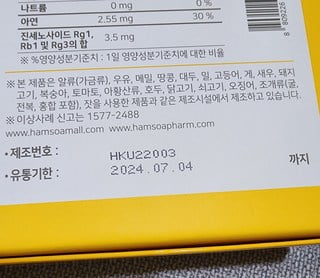 나트륨 0 mg 0 %
아연 2.55 mg 30 %
진세노사이드 Rg1,
Rb1 및 Rg3의 합 3.5 mg
※ %영양성분기준치 : 1일 영양성분기준치에 대한 비율
※ 본 제품은 알류(가금류), 우유, 메밀, 땅콩, 대두, 밀, 고등어, 게, 새우, 돼지
고기, 복숭아, 토마토, 아황산류, 호두, 닭고기, 쇠고기, 오징어, 조개류(굴,
전복, 홍합 포함), 잣을 사용한 제품과 같은 제조시설에서 제조하고 있습니다.
※ 이상사례 신고는 1577-2488
www.hamsoamall.com www.hamsoapharm.com
• 제조번호 : HKU22003
• 유통기한 : 2024.07.04 까지